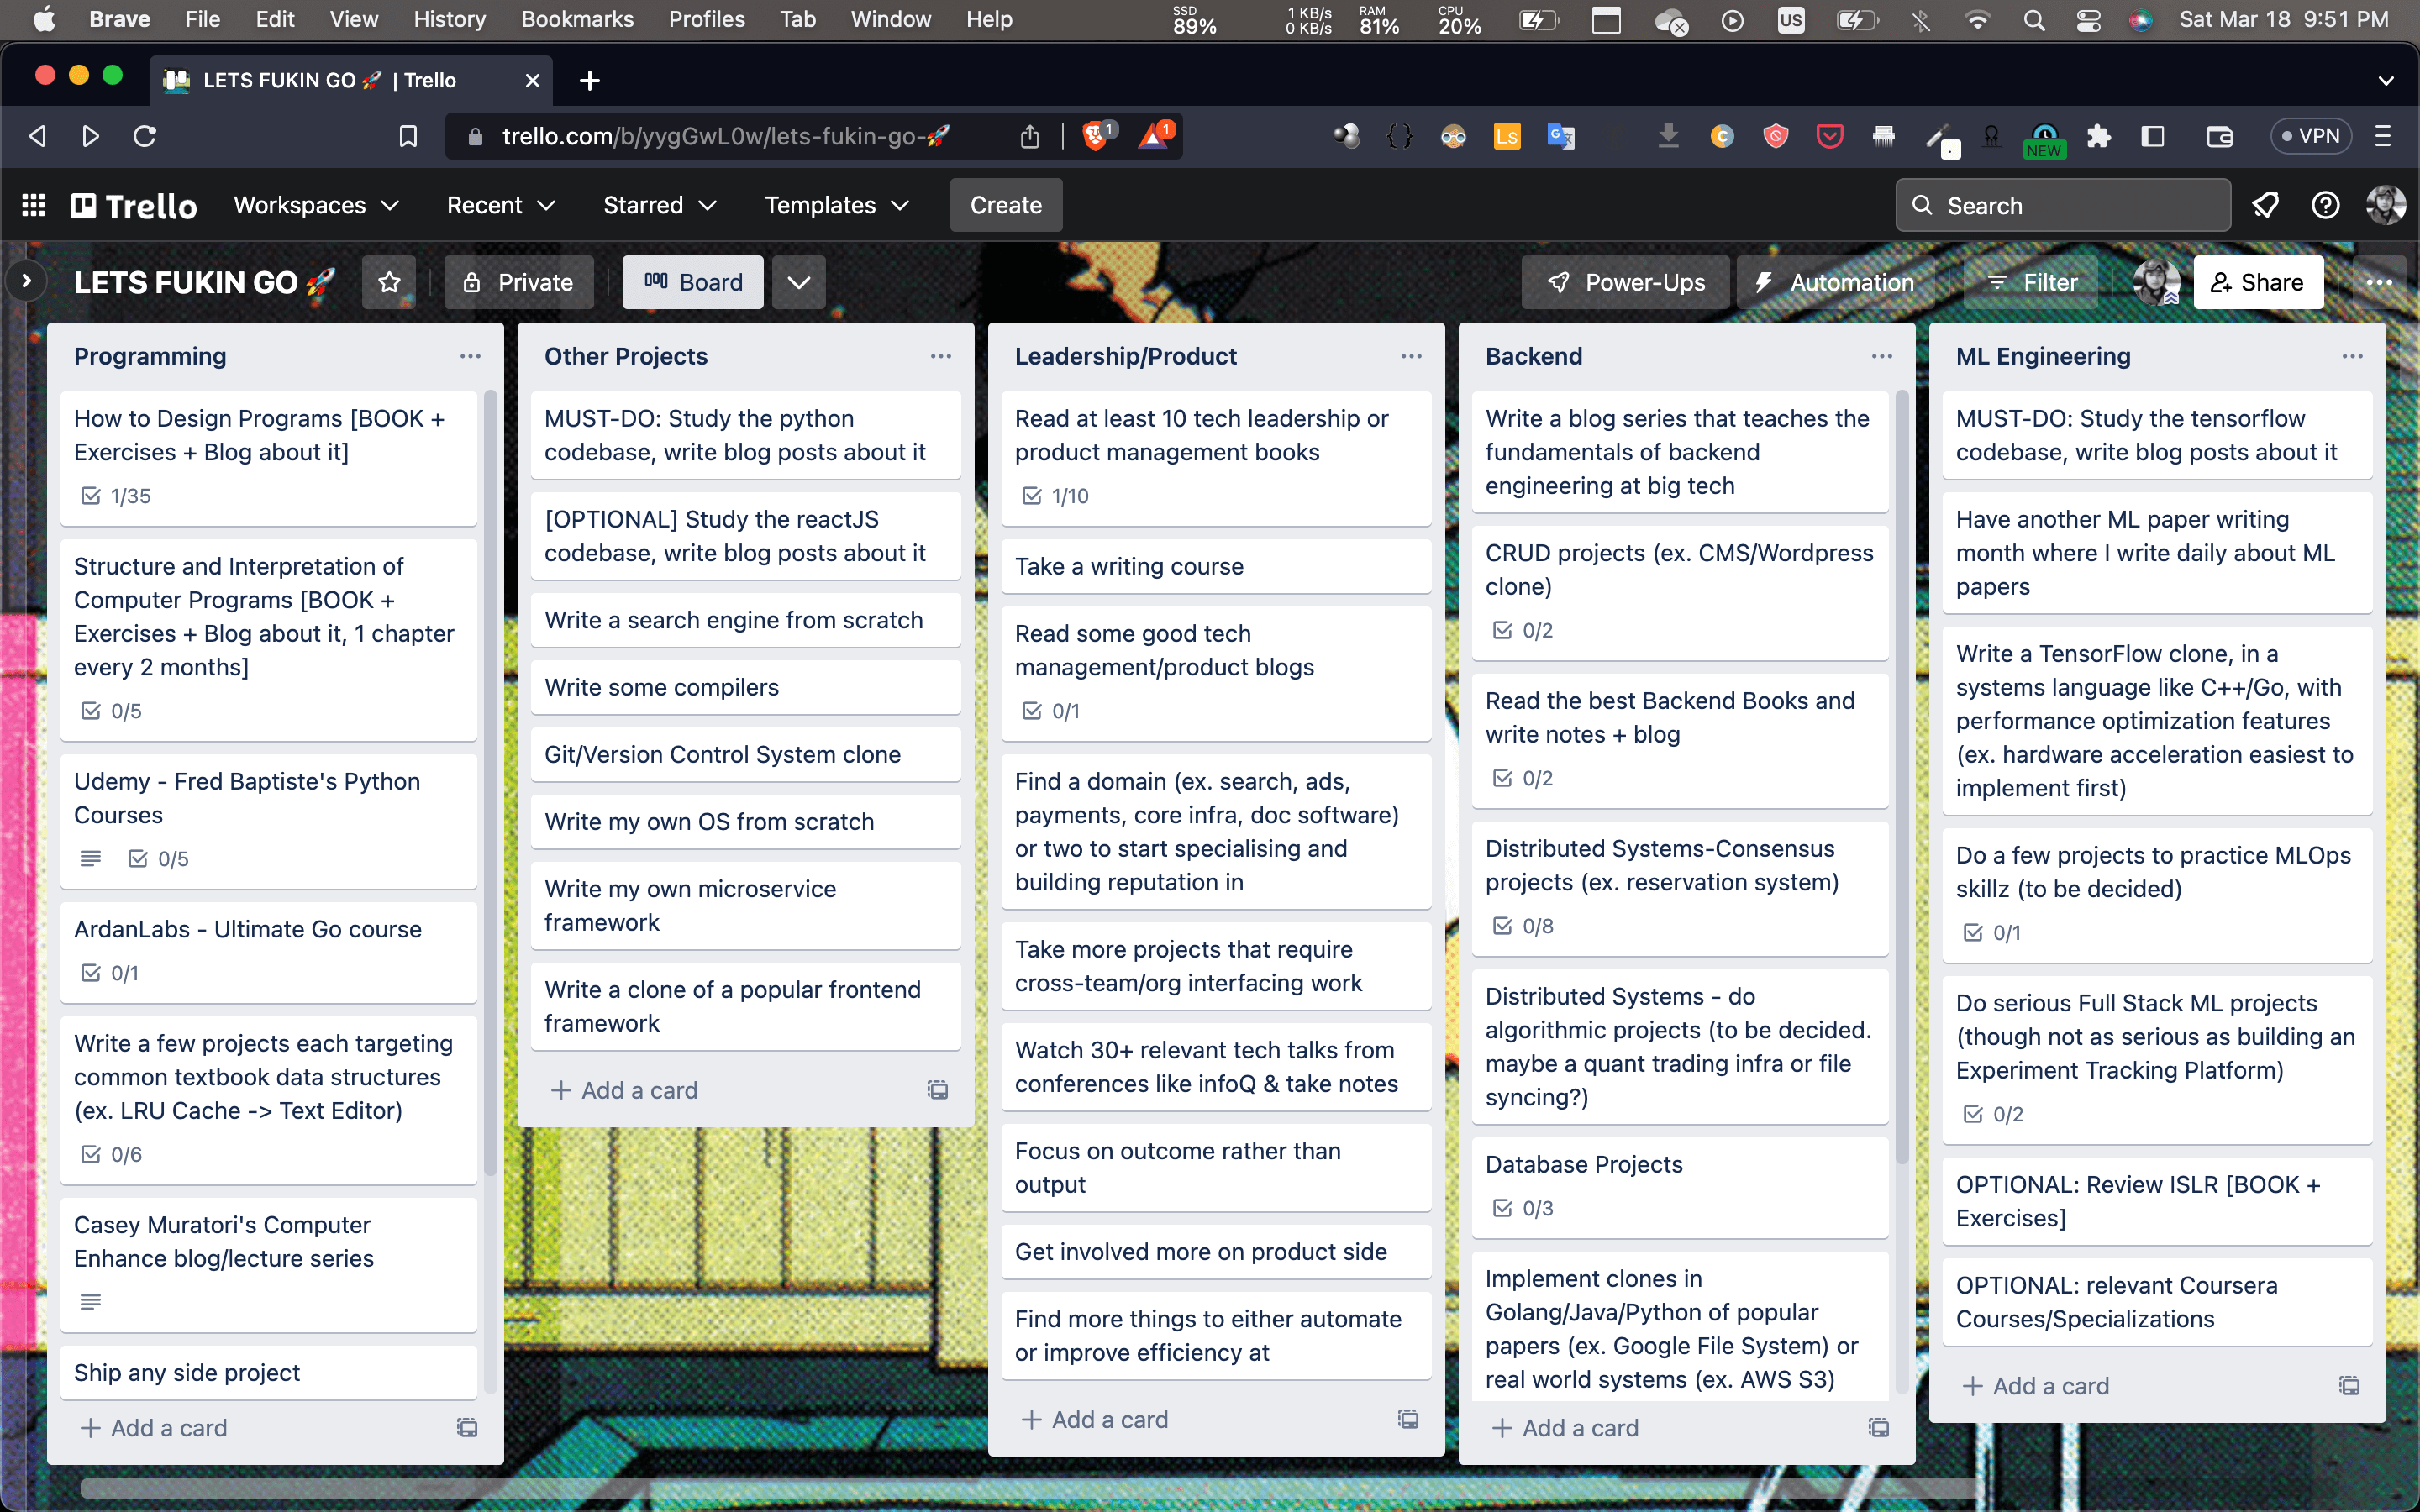 Brave File Edit View History Bookmarks Profiles Tab Window Help
SSD 89% 1 KB/s 0 KB/s RAM 81% CPU 20% US Sat Mar 18 9:51 PM
LETS FUKIN GO 🚀 | Trello
trello.com/b/yygGwL0w/lets-fukin-go-🚀
1
1
Ls
NEW
VPN
Trello Workspaces Recent Starred Templates Create Search
LETS FUKIN GO 🚀 Private Board Power-Ups Automation Filter Share
Programming
How to Design Programs [BOOK +
Exercises + Blog about it]
1/35
Structure and Interpretation of
Computer Programs [BOOK +
Exercises + Blog about it, 1 chapter
every 2 months]
0/5
Udemy - Fred Baptiste's Python
Courses
0/5
ArdanLabs - Ultimate Go course
0/1
Write a few projects each targeting
common textbook data structures
(ex. LRU Cache -> Text Editor)
0/6
Casey Muratori's Computer
Enhance blog/lecture series
Ship any side project
+ Add a card
Other Projects
MUST-DO: Study the python
codebase, write blog posts about it
[OPTIONAL] Study the reactJS
codebase, write blog posts about it
Write a search engine from scratch
Write some compilers
Git/Version Control System clone
Write my own OS from scratch
Write my own microservice
framework
Write a clone of a popular frontend
framework
+ Add a card
Leadership/Product
Read at least 10 tech leadership or
product management books
1/10
Take a writing course
Read some good tech
management/product blogs
0/1
Find a domain (ex. search, ads,
payments, core infra, doc software)
or two to start specialising and
building reputation in
Take more projects that require
cross-team/org interfacing work
Watch 30+ relevant tech talks from
conferences like infoQ & take notes
Focus on outcome rather than
output
Get involved more on product side
Find more things to either automate
or improve efficiency at
+ Add a card
Backend
Write a blog series that teaches the
fundamentals of backend
engineering at big tech
CRUD projects (ex. CMS/Wordpress
clone)
0/2
Read the best Backend Books and
write notes + blog
0/2
Distributed Systems-Consensus
projects (ex. reservation system)
0/8
Distributed Systems - do
algorithmic projects (to be decided.
maybe a quant trading infra or file
syncing?)
Database Projects
0/3
Implement clones in
Golang/Java/Python of popular
papers (ex. Google File System) or
real world systems (ex. AWS S3)
+ Add a card
ML Engineering
MUST-DO: Study the tensorflow
codebase, write blog posts about it
Have another ML paper writing
month where I write daily about ML
papers
Write a TensorFlow clone, in a
systems language like C++/Go, with
performance optimization features
(ex. hardware acceleration easiest to
implement first)
Do a few projects to practice MLOps
skillz (to be decided)
0/1
Do serious Full Stack ML projects
(though not as serious as building an
Experiment Tracking Platform)
0/2
OPTIONAL: Review ISLR [BOOK +
Exercises]
OPTIONAL: relevant Coursera
Courses/Specializations
+ Add a card